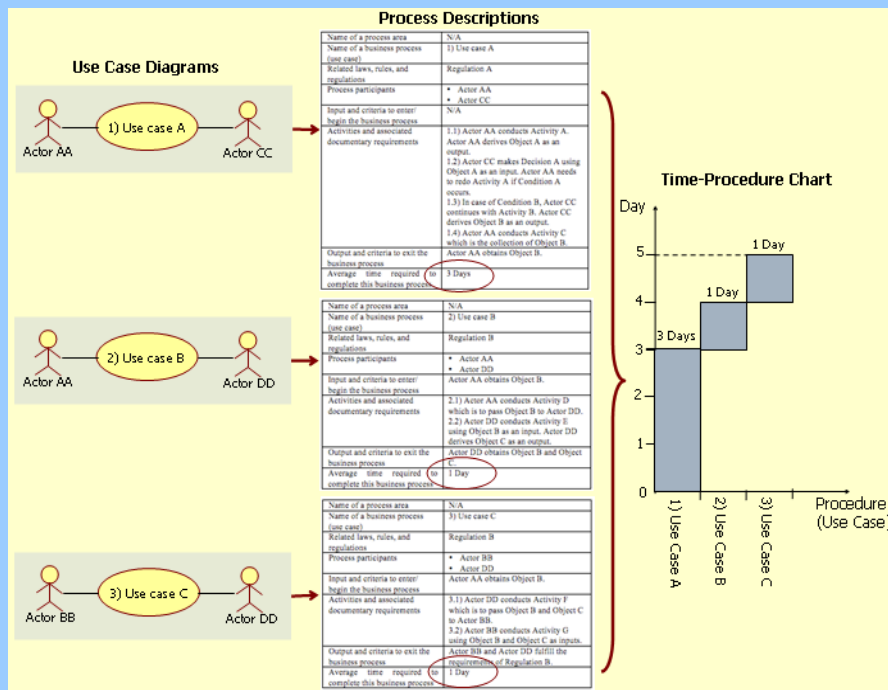 Process Descriptions
Use Case Diagrams
1) Use case A
Actor AA
Actor CC
Name of a process area N/A
Name of a business process 1) Use case A
(use case)
Related laws, rules, and Regulation A
regulations
Process participants • Actor AA
• Actor CC
Input and criteria to enter/ N/A
begin the business process
Activities and associated 1.1) Actor AA conducts Activity A.
documentary requirements Actor AA derives Object A as an
output.
1.2) Actor CC makes Decision A using
Object A as an input. Actor AA needs
to redo Activity A if Condition A
occurs.
1.3) In case of Condition B, Actor CC
continues with Activity B. Actor CC
derives Object B as an output.
1.4) Actor AA conducts Activity C
which is the collection of Object B.
Output and criteria to exit the Actor AA obtains Object B.
business process
Average time required to 3 Days
complete this business process
2) Use case B
Actor AA
Actor DD
Name of a process area N/A
Name of a business process 2) Use case B
(use case)
Related laws, rules, and Regulation B
regulations
Process participants • Actor AA
• Actor DD
Input and criteria to enter/ Actor AA obtains Object B.
begin the business process
Activities and associated 2.1) Actor AA conducts Activity D
documentary requirements which is to pass Object B to Actor DD.
2.2) Actor DD conducts Activity E
using Object B as an input. Actor DD
derives Object C as an output.
Output and criteria to exit the Actor DD obtains Object B and Object
business process C.
Average time required to 1 Day
complete this business process
3) Use case C
Actor BB
Actor DD
Name of a process area N/A
Name of a business process 3) Use case C
(use case)
Related laws, rules, and Regulation B
regulations
Process participants • Actor BB
• Actor DD
Input and criteria to enter/ Actor AA obtains Object B.
begin the business process
Activities and associated 3.1) Actor DD conducts Activity F
documentary requirements which is to pass Object B and Object C
to Actor BB.
3.2) Actor BB conducts Activity G
using Object B and Object C as inputs.
Output and criteria to exit the Actor BB and Actor DD fulfill the
business process requirements of Regulation B.
Average time required to 1 Day
complete this business process
Time-Procedure Chart
Day
5
4
3
2
1
0
3 Days
1 Day
1 Day
1) Use Case A
2) Use Case B
3) Use Case C
Procedure
(Use Case)